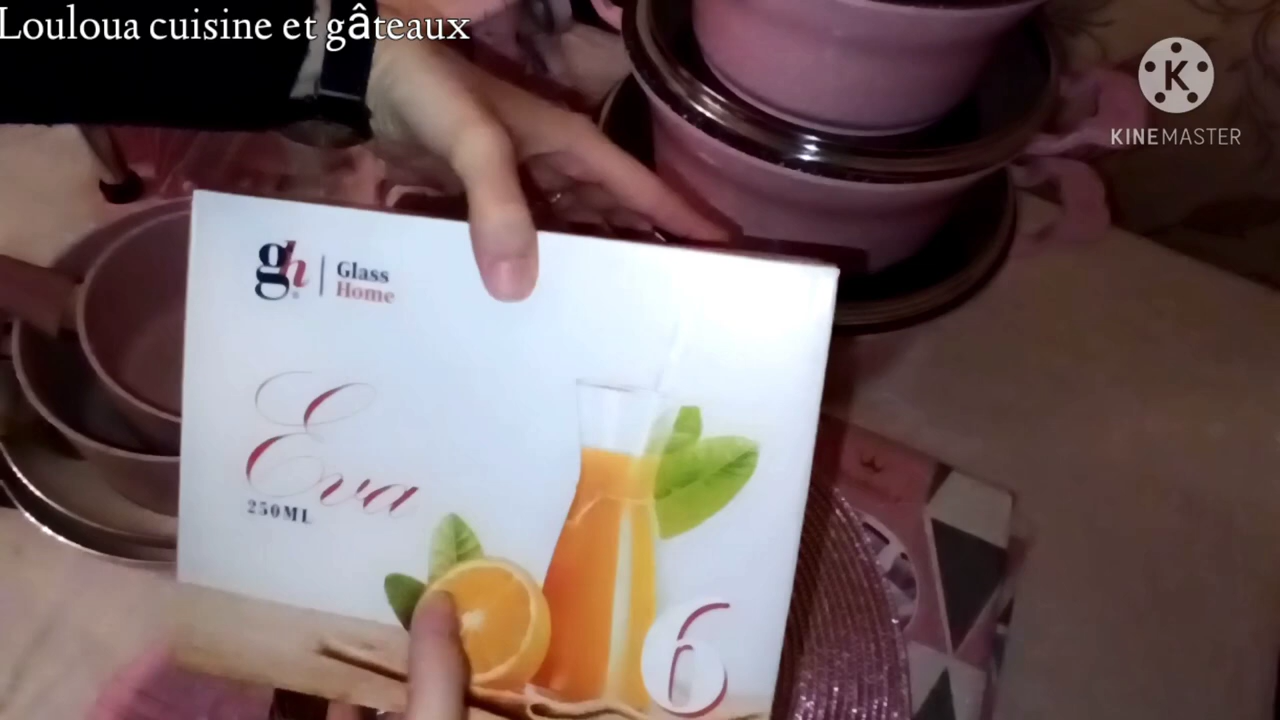 Louloua cuisine et gâteaux
K
KINEMASTER
gh
Glass
Home
Eva
250ML
6